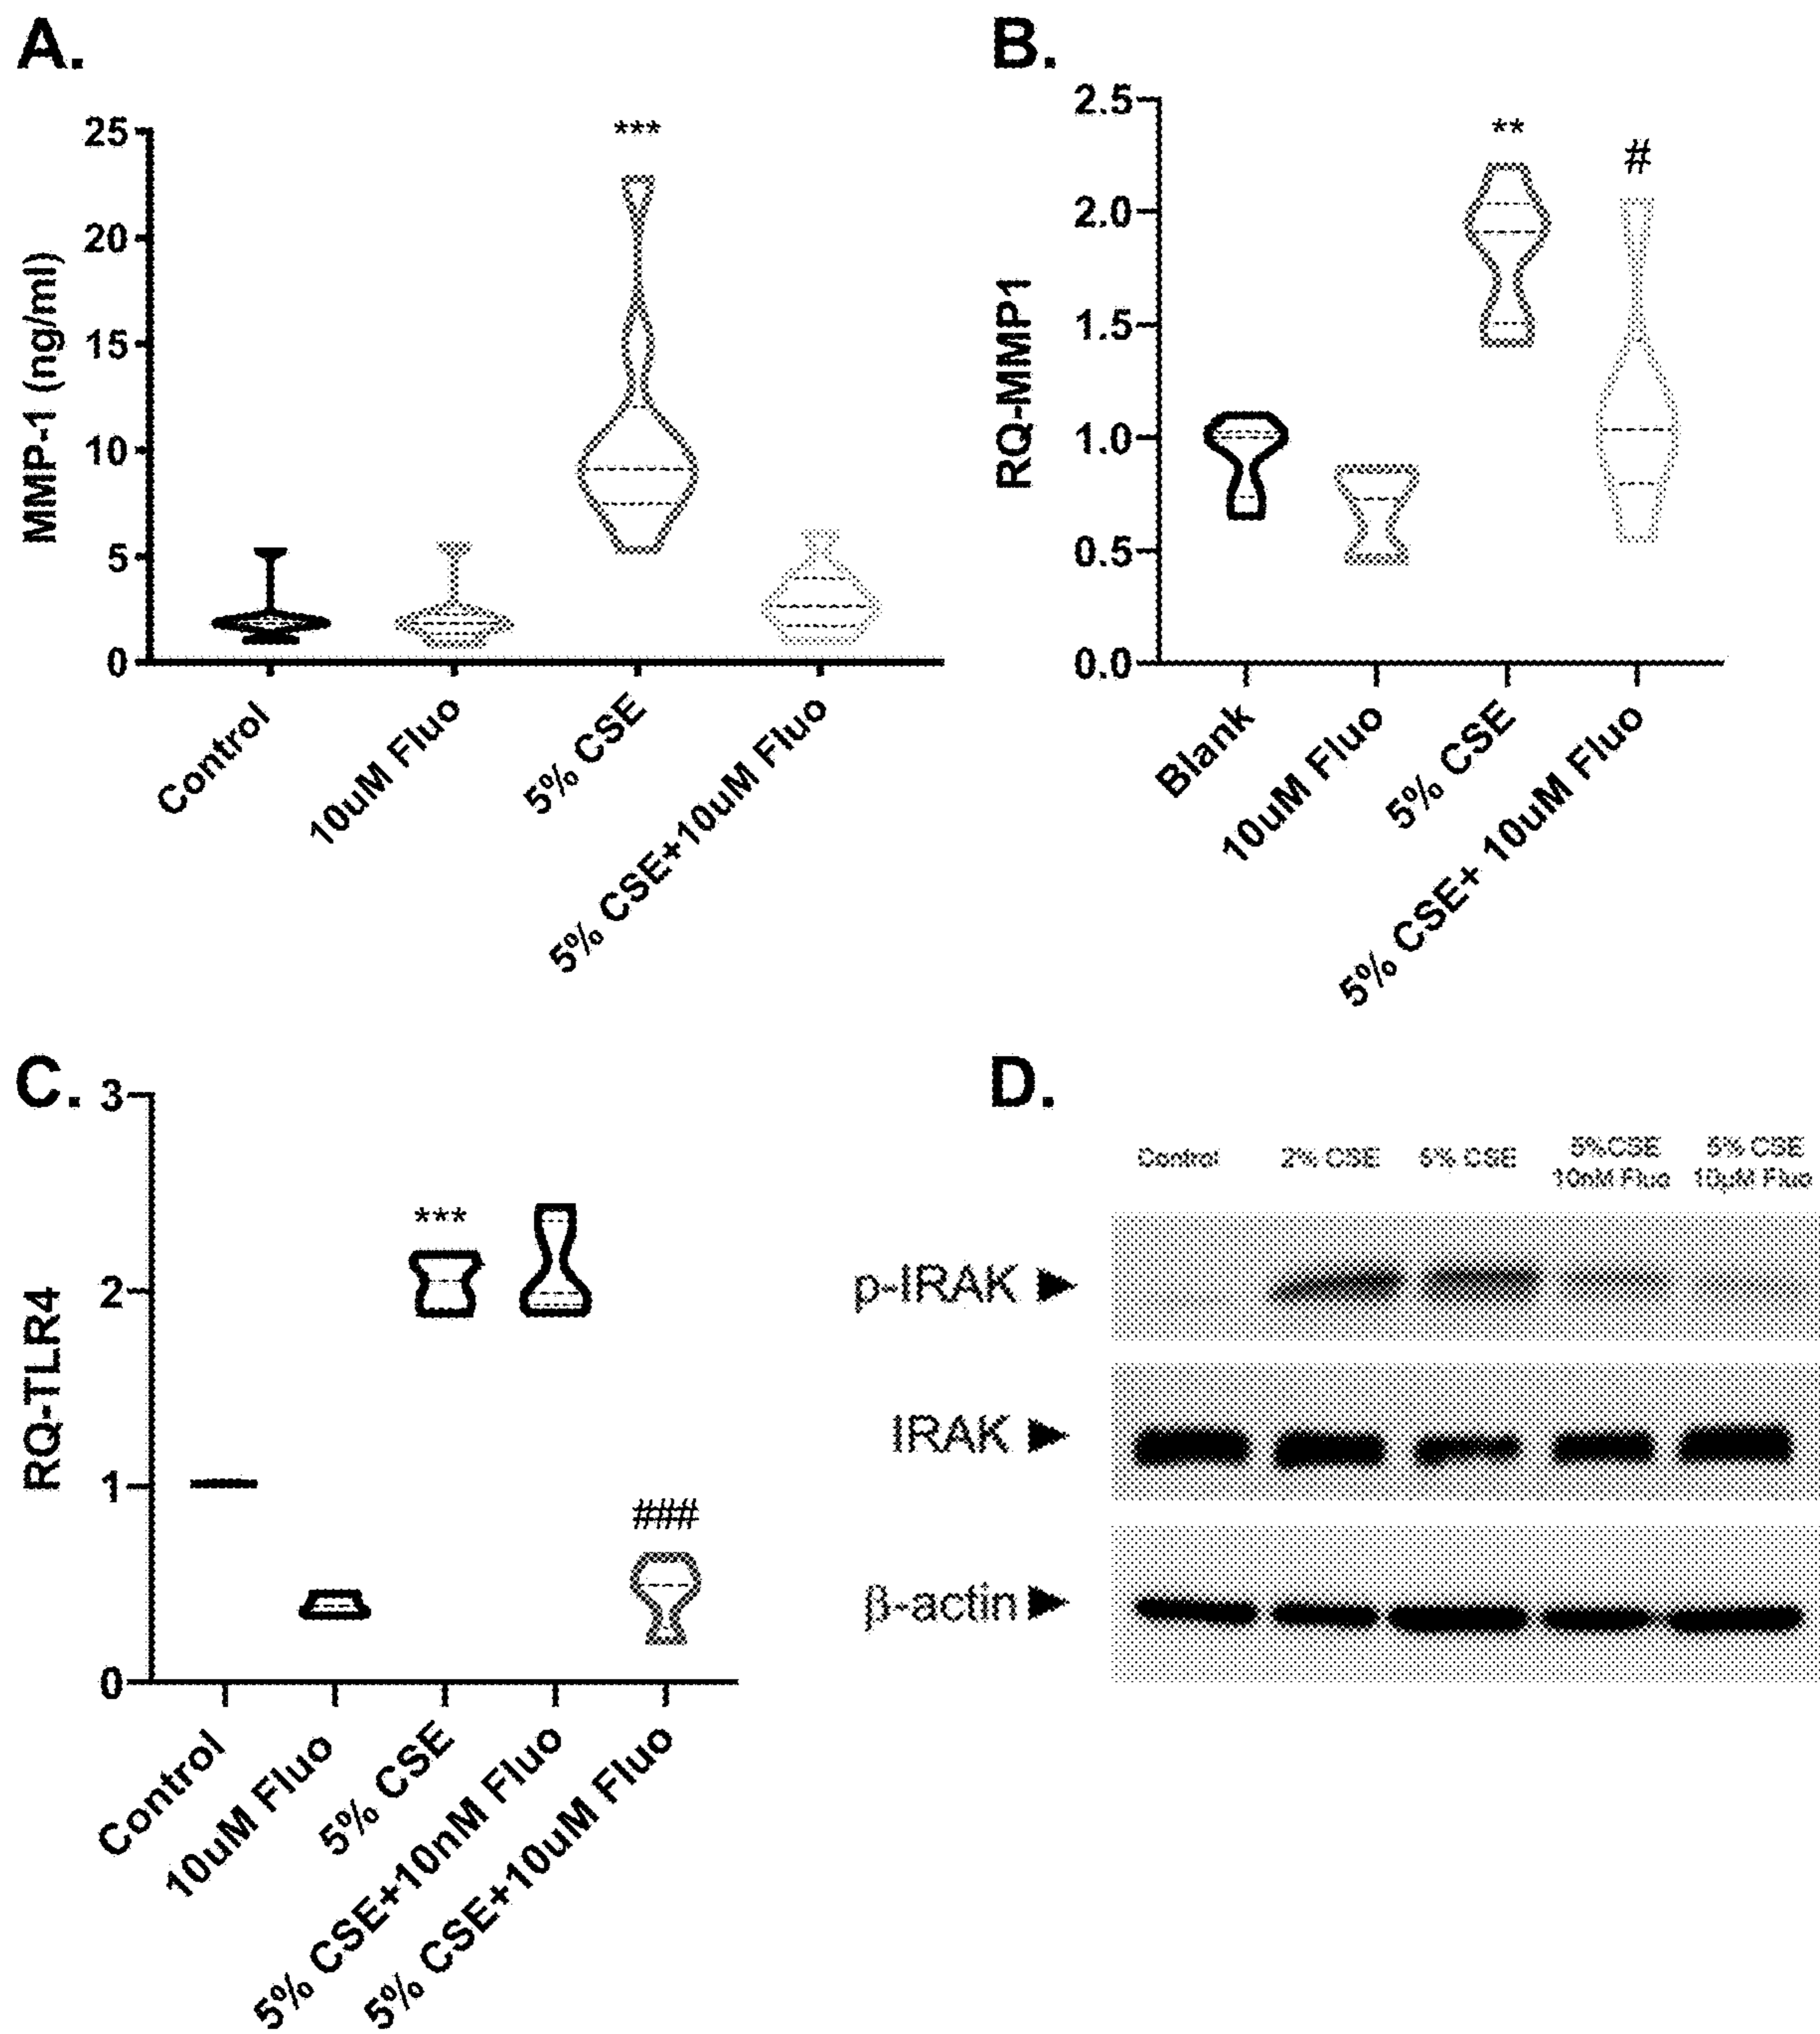 A.
MMP-1 (ng/ml)
25
20
15
10
5
0
***
Control
10uM Fluo
5% CSE
5% CSE+10uM Fluo
B.
RQ-MMP1
2.5
2.0
1.5
1.0
0.5
0.0
**
#
Blank
10uM Fluo
5% CSE
5% CSE+ 10uM Fluo
C.
RQ-TLR4
3
2
1
0
***
###
Control
10uM Fluo
5% CSE
5% CSE+10nM Fluo
5% CSE+10uM Fluo
D.
Control
2% CSE
5% CSE
5%CSE
10nM Fluo
5% CSE
10μM Fluo
p-IRAK
IRAK
β-actin